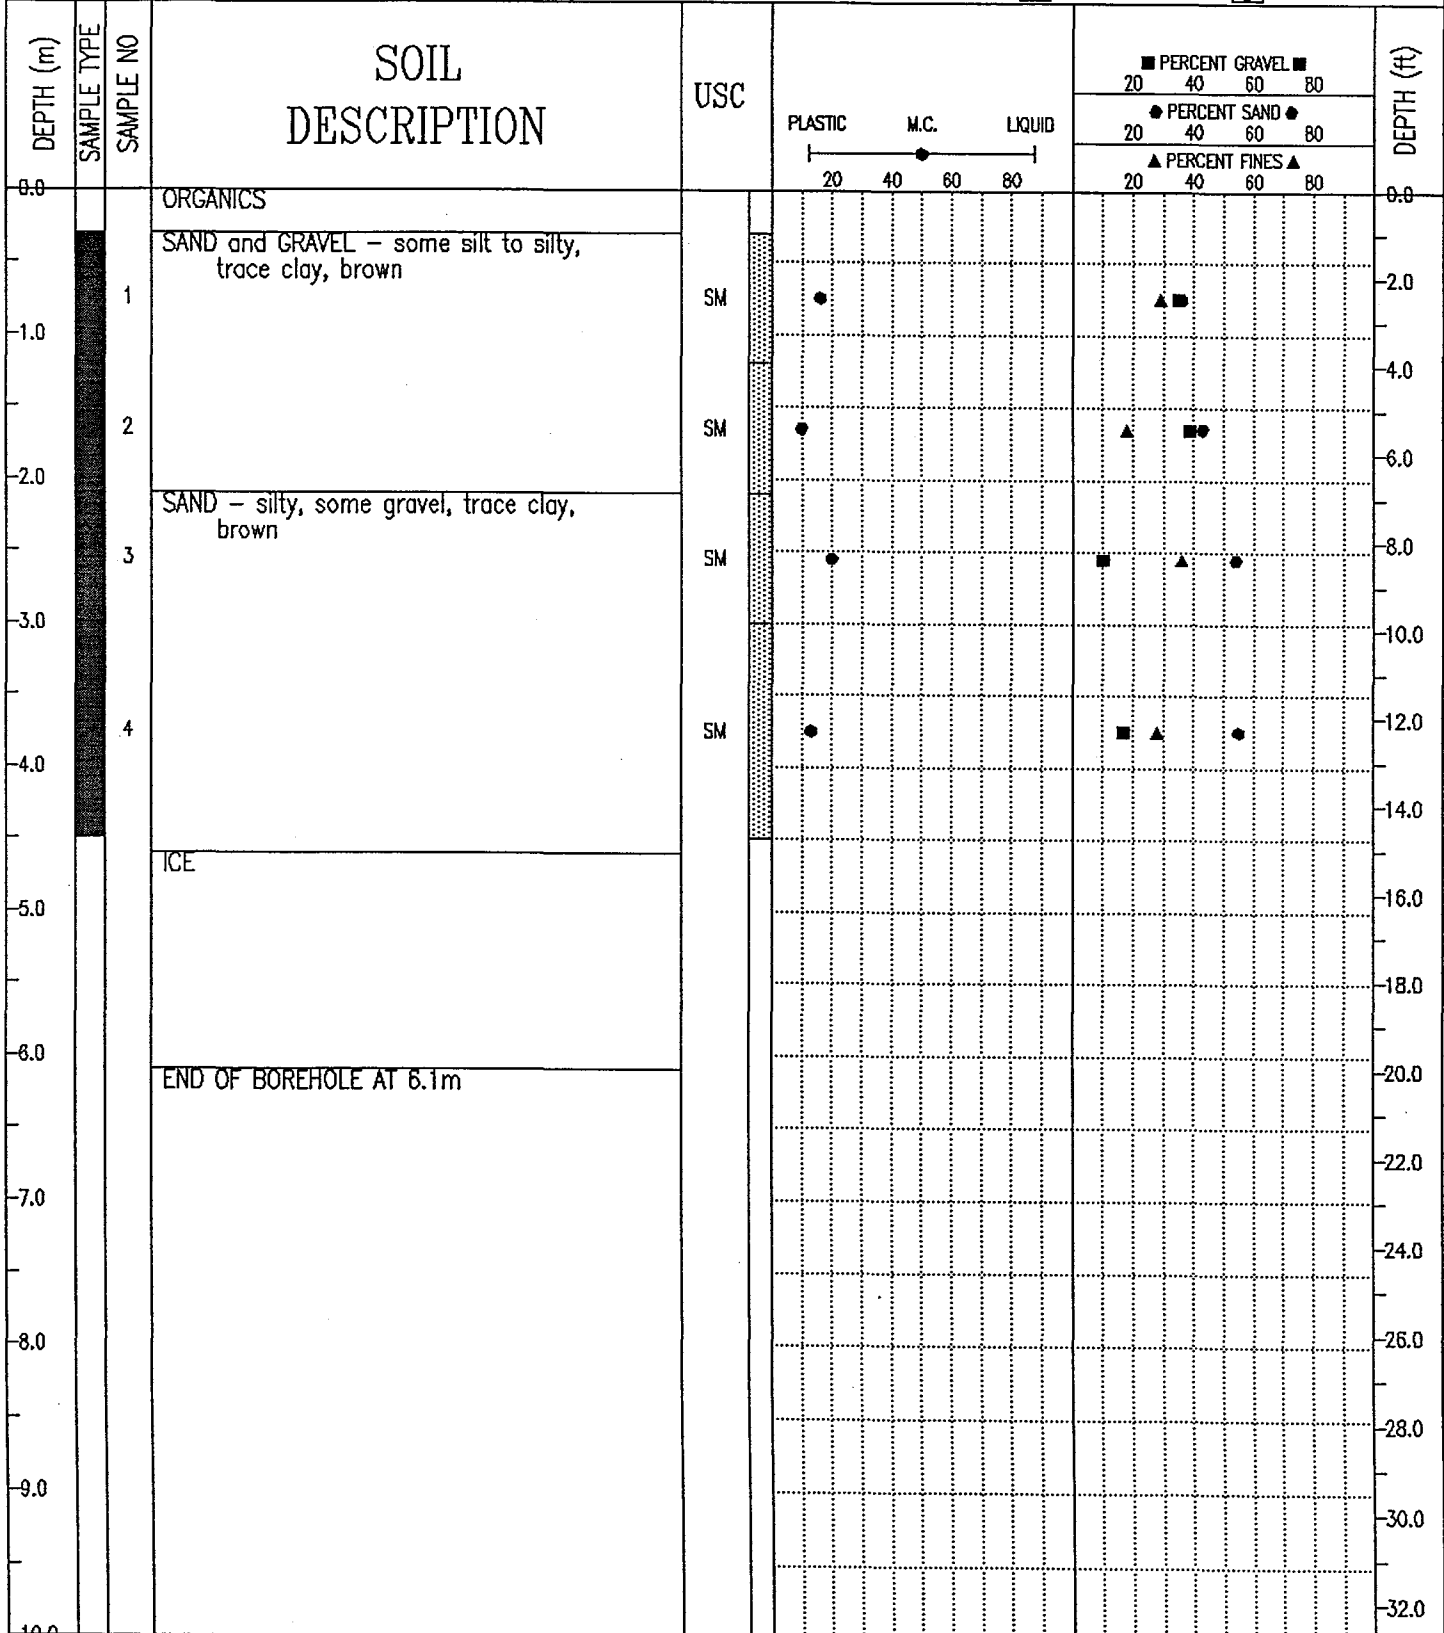 DEPTH (m)
SAMPLE TYPE
SAMPLE NO
SOIL
DESCRIPTION
USC
PLASTIC M.C. LIQUID
20 40 60 80
■ PERCENT GRAVEL ■
20 40 60 80
● PERCENT SAND ●
20 40 60 80
▲ PERCENT FINES ▲
20 40 60 80
DEPTH (ft)
0.0
ORGANICS
0.0
SAND and GRAVEL – some silt to silty,
trace clay, brown
2.0
1
SM
1.0
4.0
2
SM
6.0
2.0
SAND – silty, some gravel, trace clay,
brown
8.0
3
SM
3.0
10.0
12.0
4
SM
4.0
14.0
ICE
16.0
5.0
18.0
6.0
20.0
END OF BOREHOLE AT 6.1m
22.0
7.0
24.0
8.0
26.0
28.0
9.0
30.0
32.0
10.0